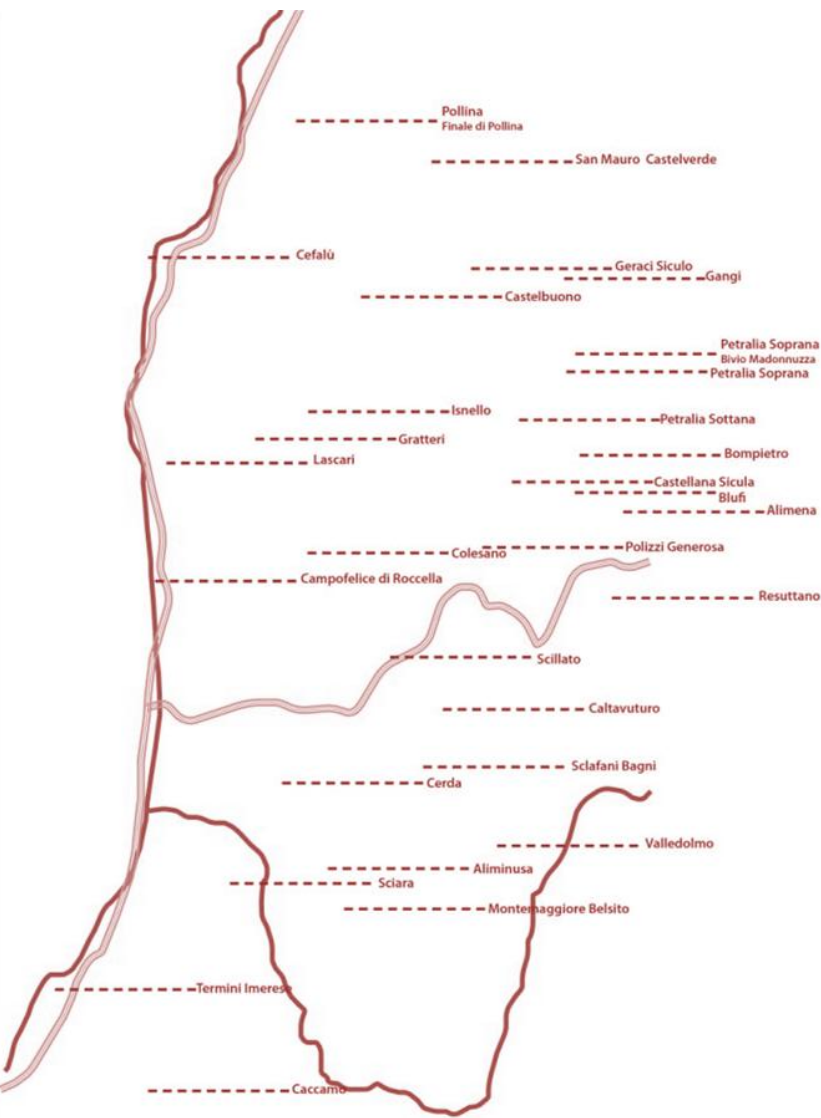 Pollina
Finale di Pollina
San Mauro Castelverde
Cefalù
Geraci Siculo
Gangi
Castelbuono
Petralia Soprana
Bivio Madonnuzza
Petralia Soprana
Isnello
Petralia Sottana
Gratteri
Bompietro
Lascari
Castellana Sicula
Blufi
Alimena
Polizzi Generosa
Colesano
Campofelice di Roccella
Resuttano
Scillato
Caltavuturo
Sclafani Bagni
Cerda
Valledolmo
Aliminusa
Sciara
Montemaggiore Belsito
Termini Imerese
Caccamo